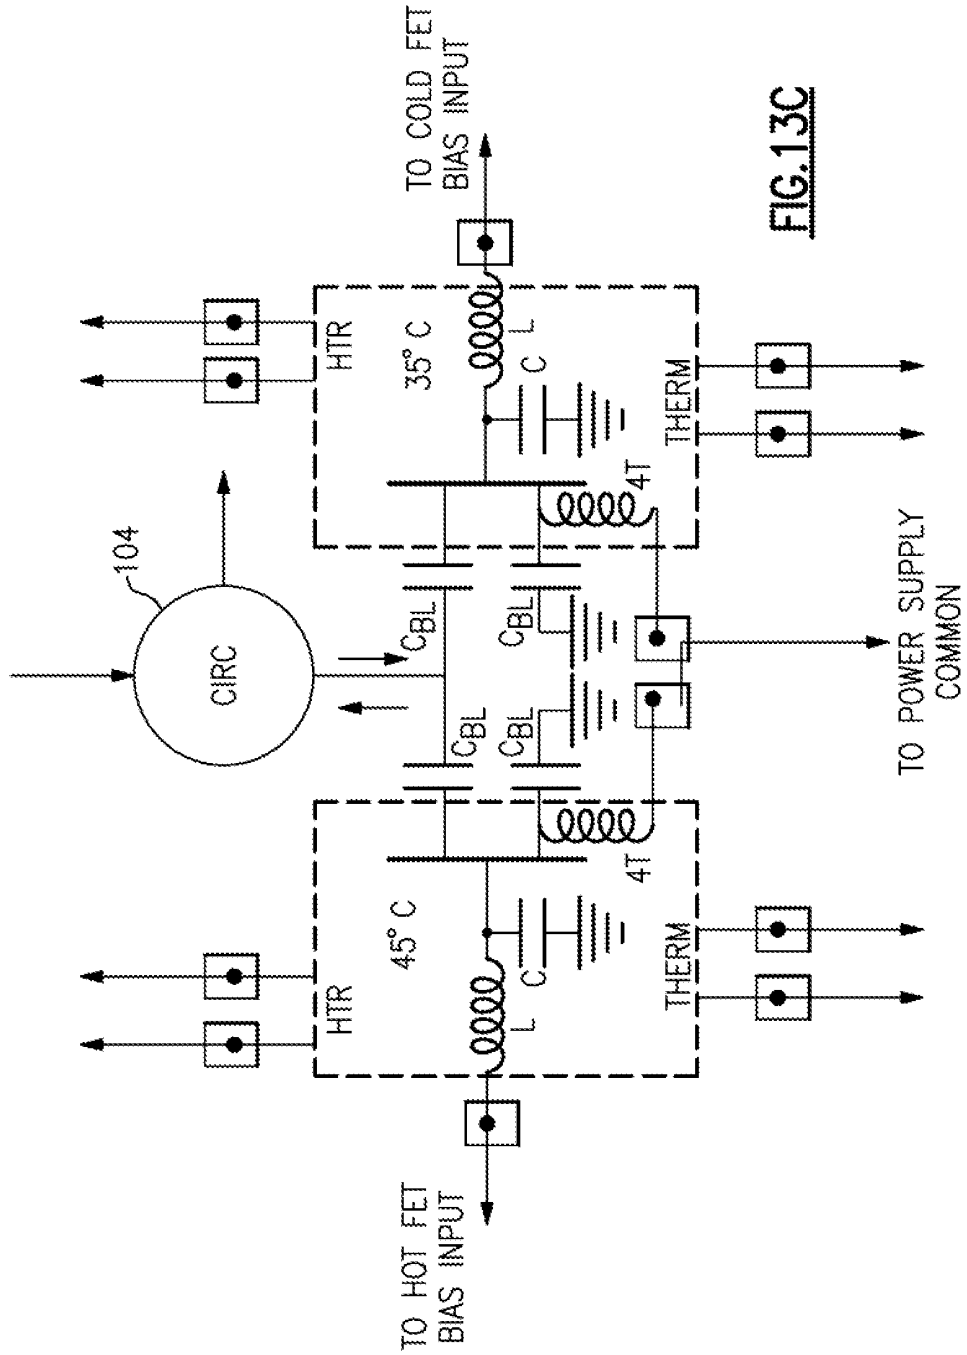 TO HOT FET
BIAS INPUT
HTR
45° C
L
C
THERM
4T
CIRC
104
C_BL
C_BL
C_BL
C_BL
TO POWER SUPPLY
COMMON
HTR
35° C
L
C
THERM
4T
TO COLD FET
BIAS INPUT
FIG.13C